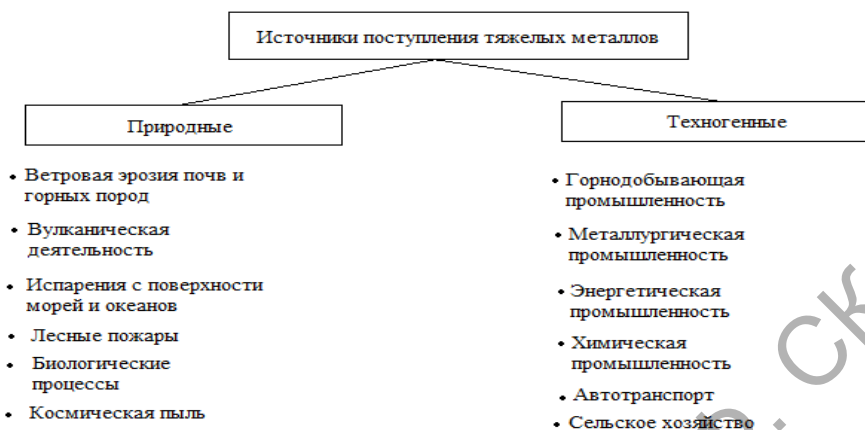 Источники поступления тяжелых металлов
Природные
Ветровая эрозия почв и
горных пород
Вулканическая
деятельность
Испарения с поверхности
морей и океанов
Лесные пожары
Биологические
процессы
Космическая пыль
Техногенные
Горнодобывающая
промышленность
Металлургическая
промышленность
Энергетическая
промышленность
Химическая
промышленность
Автотранспорт
Сельское хозяйство